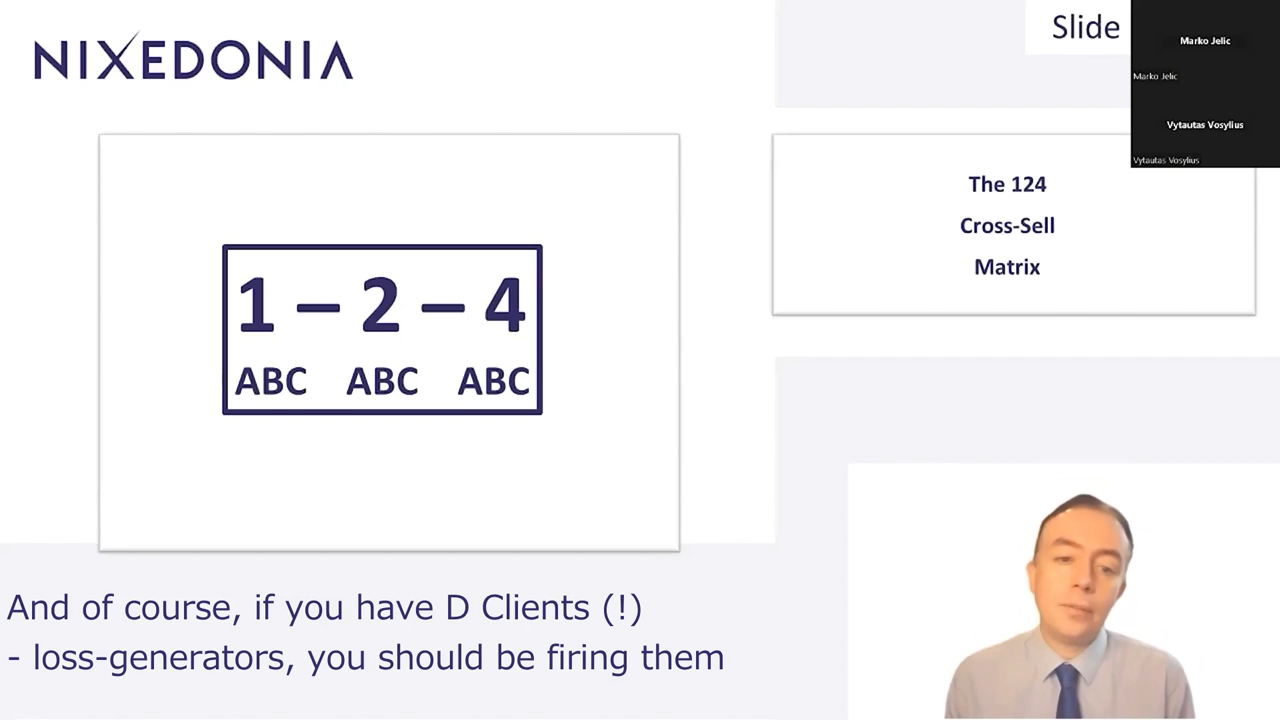 NIXEDONIA
Slide
Marko Jelic
Marko Jelic
Vytautas Vosylius
Vytautas Vosylius
1 – 2 – 4
ABC ABC ABC
The 124
Cross-Sell
Matrix
And of course, if you have D Clients (!)
- loss-generators, you should be firing them